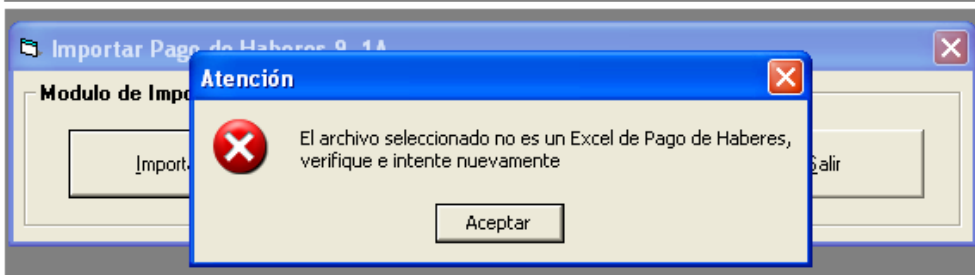 Importar Pago de Haberes 9_1A
Atención
Modulo de Impo
El archivo seleccionado no es un Excel de Pago de Haberes,
verifique e intente nuevamente
Importa
Salir
Aceptar